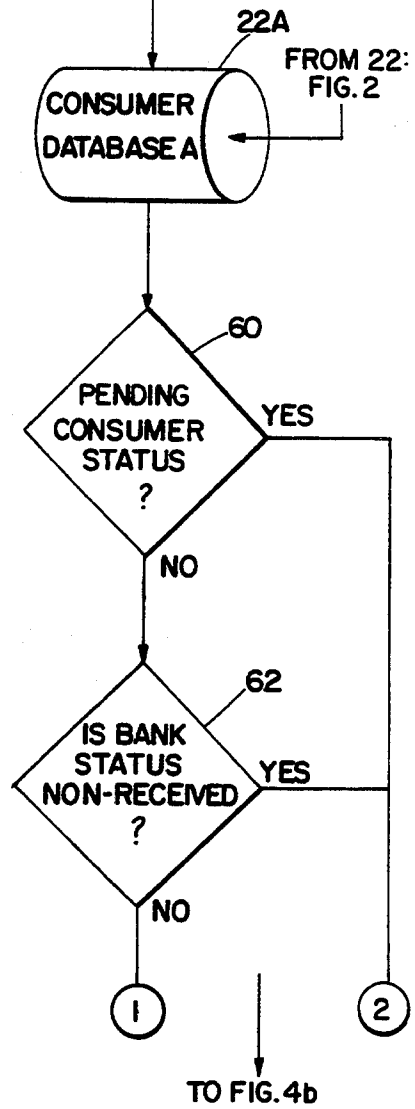 22A
FROM 22:
FIG. 2
CONSUMER
DATABASE A
60
PENDING
CONSUMER
STATUS
?
YES
NO
62
IS BANK
STATUS
NON-RECEIVED
?
YES
NO
1
2
TO FIG. 4b